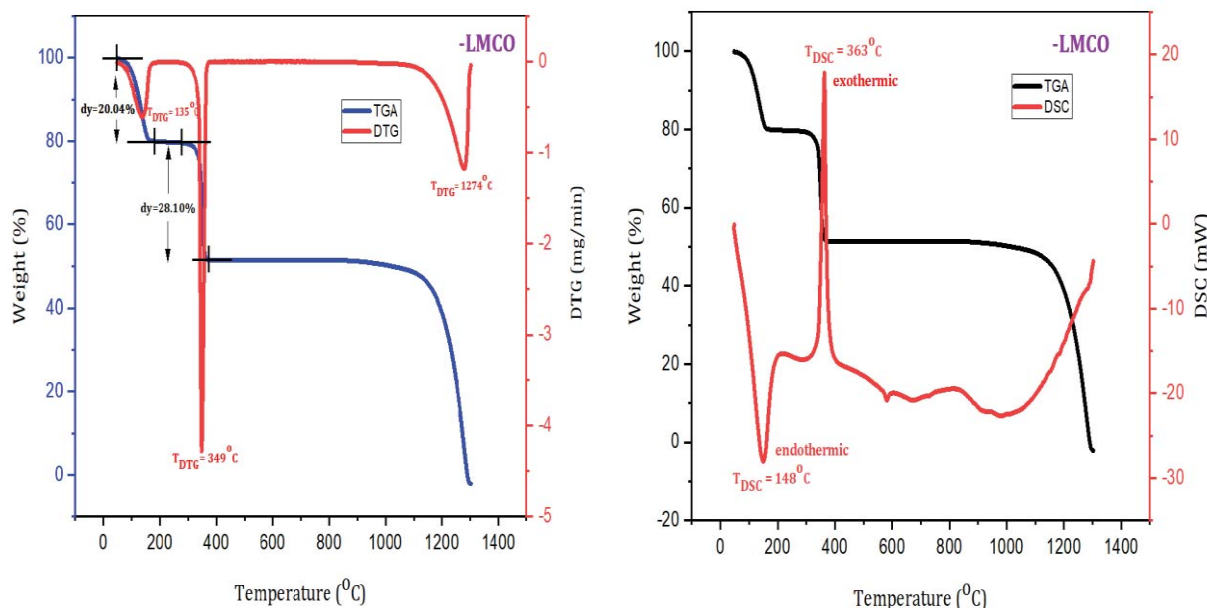 -LMCO
100
80
60
40
20
0
Weight (%)
0
-1
-2
-3
-4
-5
DTG (mg/min)
dy=20.04%
T_DTG = 135°C
TGA
DTG
dy=28.10%
T_DTG = 1274°C
T_DTG = 349°C
0 200 400 600 800 1000 1200 1400
Temperature (°C)
T_DSC = 363°C
-LMCO
exothermic
100
80
60
40
20
0
-20
Weight (%)
20
10
0
-10
-20
-30
DSC (mW)
TGA
DSC
endothermic
T_DSC = 148°C
0 200 400 600 800 1000 1200 1400
Temperature (°C)